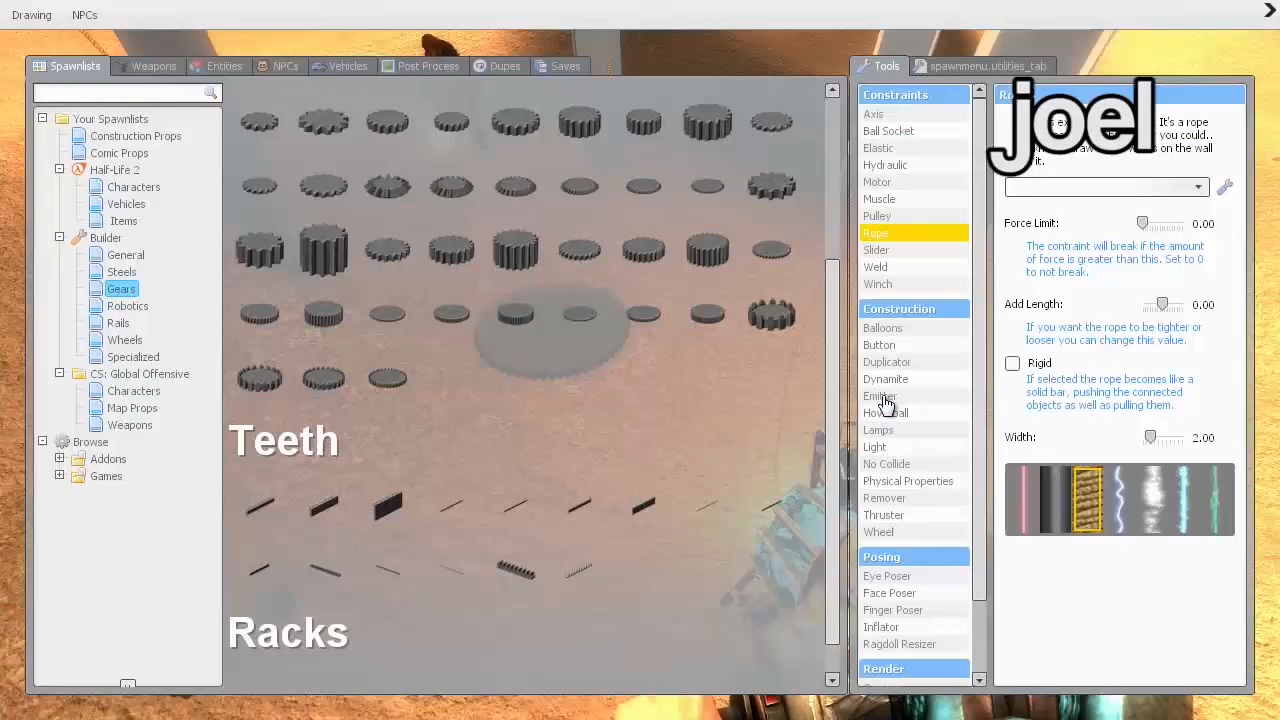 Drawing NPCs
Spawnlists Weapons Entities NPCs Vehicles Post Process Dupes Saves
Your Spawnlists
Construction Props
Comic Props
Half-Life 2
Characters
Vehicles
Items
Builder
General
Steels
Gears
Robotics
Rails
Wheels
Specialized
CS: Global Offensive
Characters
Map Props
Weapons
Browse
Addons
Games
Teeth
Racks
Tools spawnmenu.utilities_tab
Constraints
Axis
Ball Socket
Elastic
Hydraulic
Motor
Muscle
Pulley
Rope
Slider
Weld
Winch
Construction
Balloons
Button
Duplicator
Dynamite
Emitter
Lamps
Light
No Collide
Physical Properties
Remover
Thruster
Wheel
Posing
Eye Poser
Face Poser
Finger Poser
Inflator
Ragdoll Resizer
Render
joel
It's a rope
you could..
on the wall
Force Limit: 0.00
The contraint will break if the amount
of force is greater than this. Set to 0
to not break.
Add Length: 0.00
If you want the rope to be tighter or
looser you can change this value.
Rigid
If selected the rope becomes like a
solid bar, pushing the connected
objects as well as pulling them.
Width: 2.00